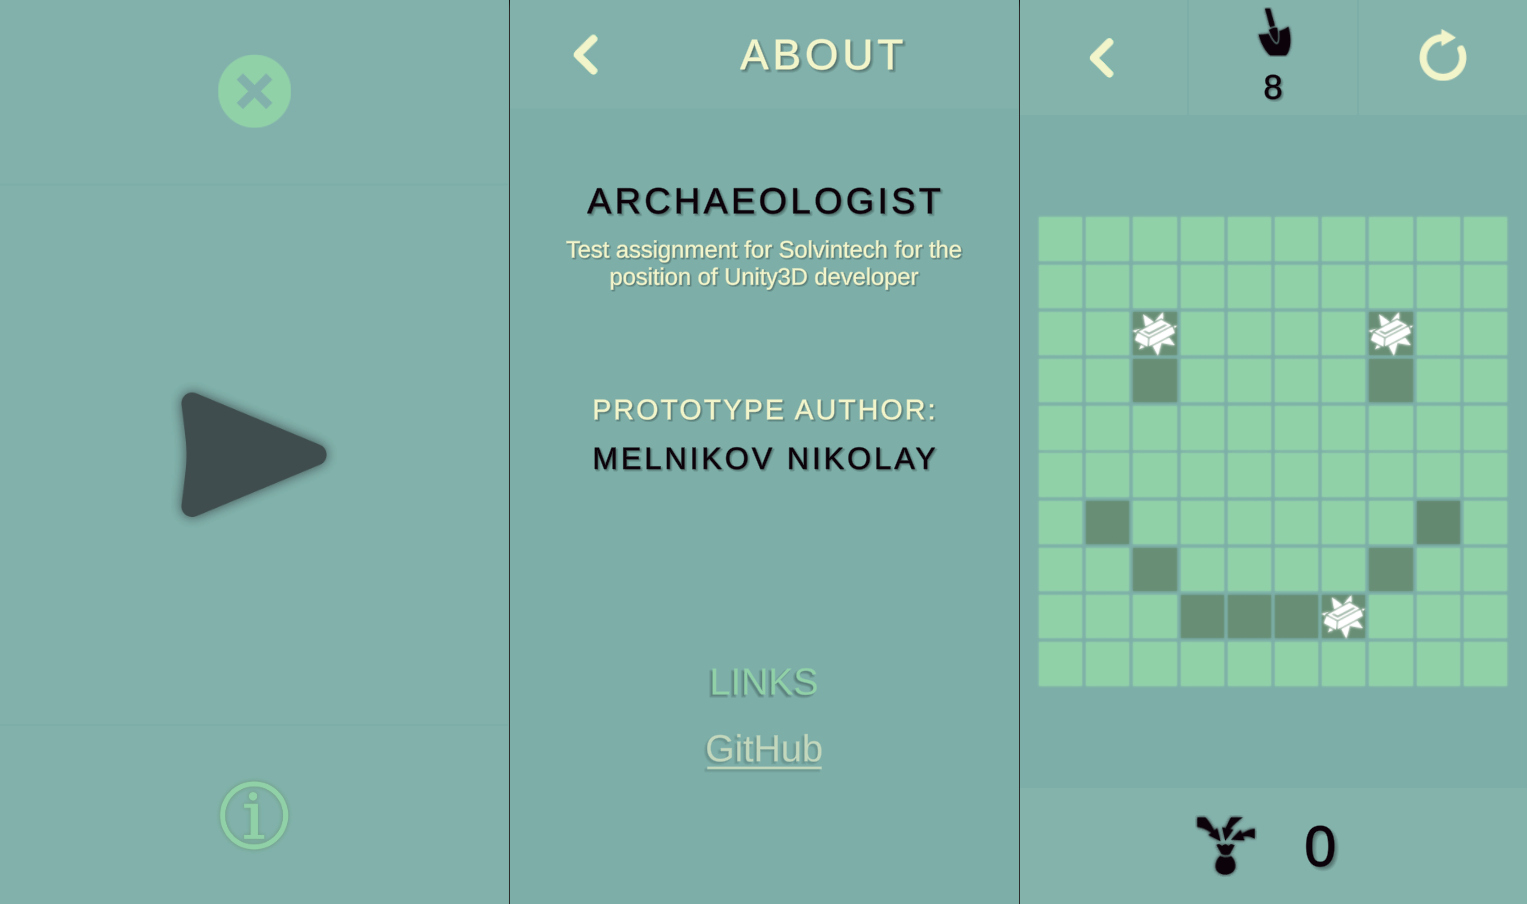 ABOUT
ARCHAEOLOGIST
Test assignment for Solvintech for the
position of Unity3D developer
PROTOTYPE AUTHOR:
MELNIKOV NIKOLAY
LINKS
GitHub
8
0